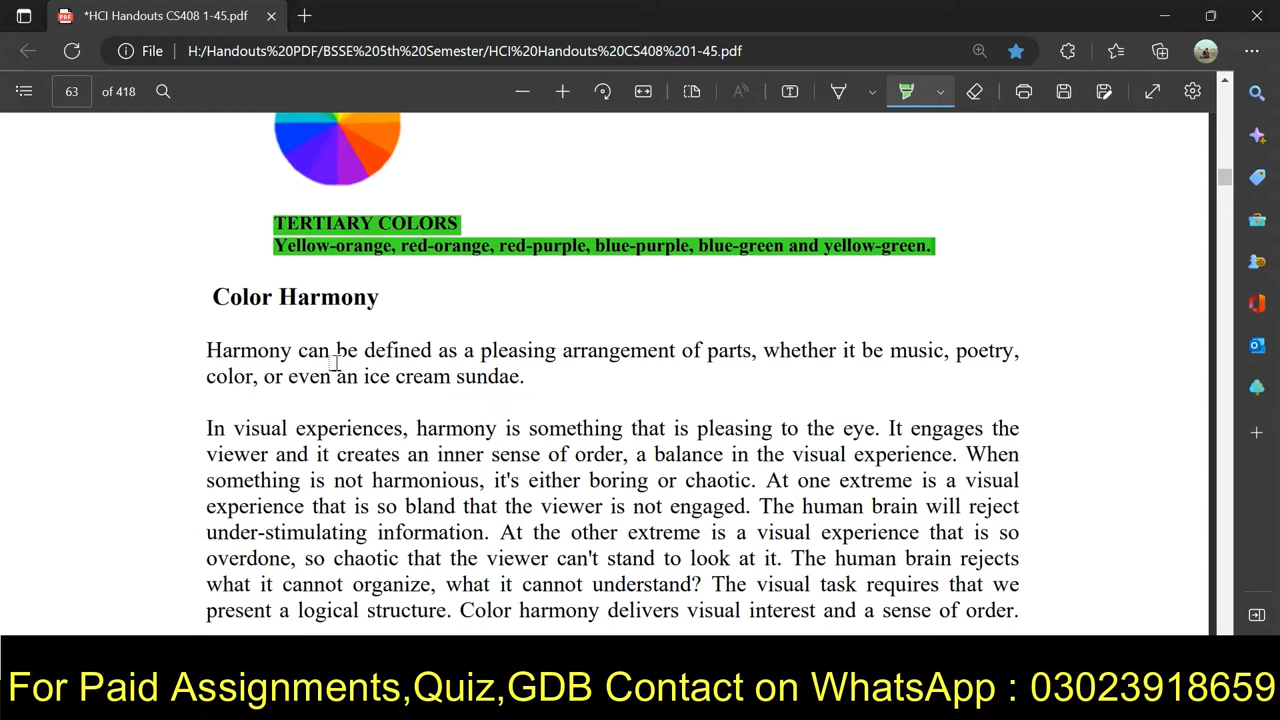 *HCI Handouts CS408 1-45.pdf
File
H:/Handouts%20PDF/BSSE%205th%20Semester/HCI%20Handouts%20CS408%201-45.pdf
63 of 418
TERTIARY COLORS
Yellow-orange, red-orange, red-purple, blue-purple, blue-green and yellow-green.
Color Harmony
Harmony can be defined as a pleasing arrangement of parts, whether it be music, poetry,
color, or even an ice cream sundae.
In visual experiences, harmony is something that is pleasing to the eye. It engages the
viewer and it creates an inner sense of order, a balance in the visual experience. When
something is not harmonious, it's either boring or chaotic. At one extreme is a visual
experience that is so bland that the viewer is not engaged. The human brain will reject
under-stimulating information. At the other extreme is a visual experience that is so
overdone, so chaotic that the viewer can't stand to look at it. The human brain rejects
what it cannot organize, what it cannot understand? The visual task requires that we
present a logical structure. Color harmony delivers visual interest and a sense of order.
For Paid Assignments,Quiz,GDB Contact on WhatsApp : 03023918659